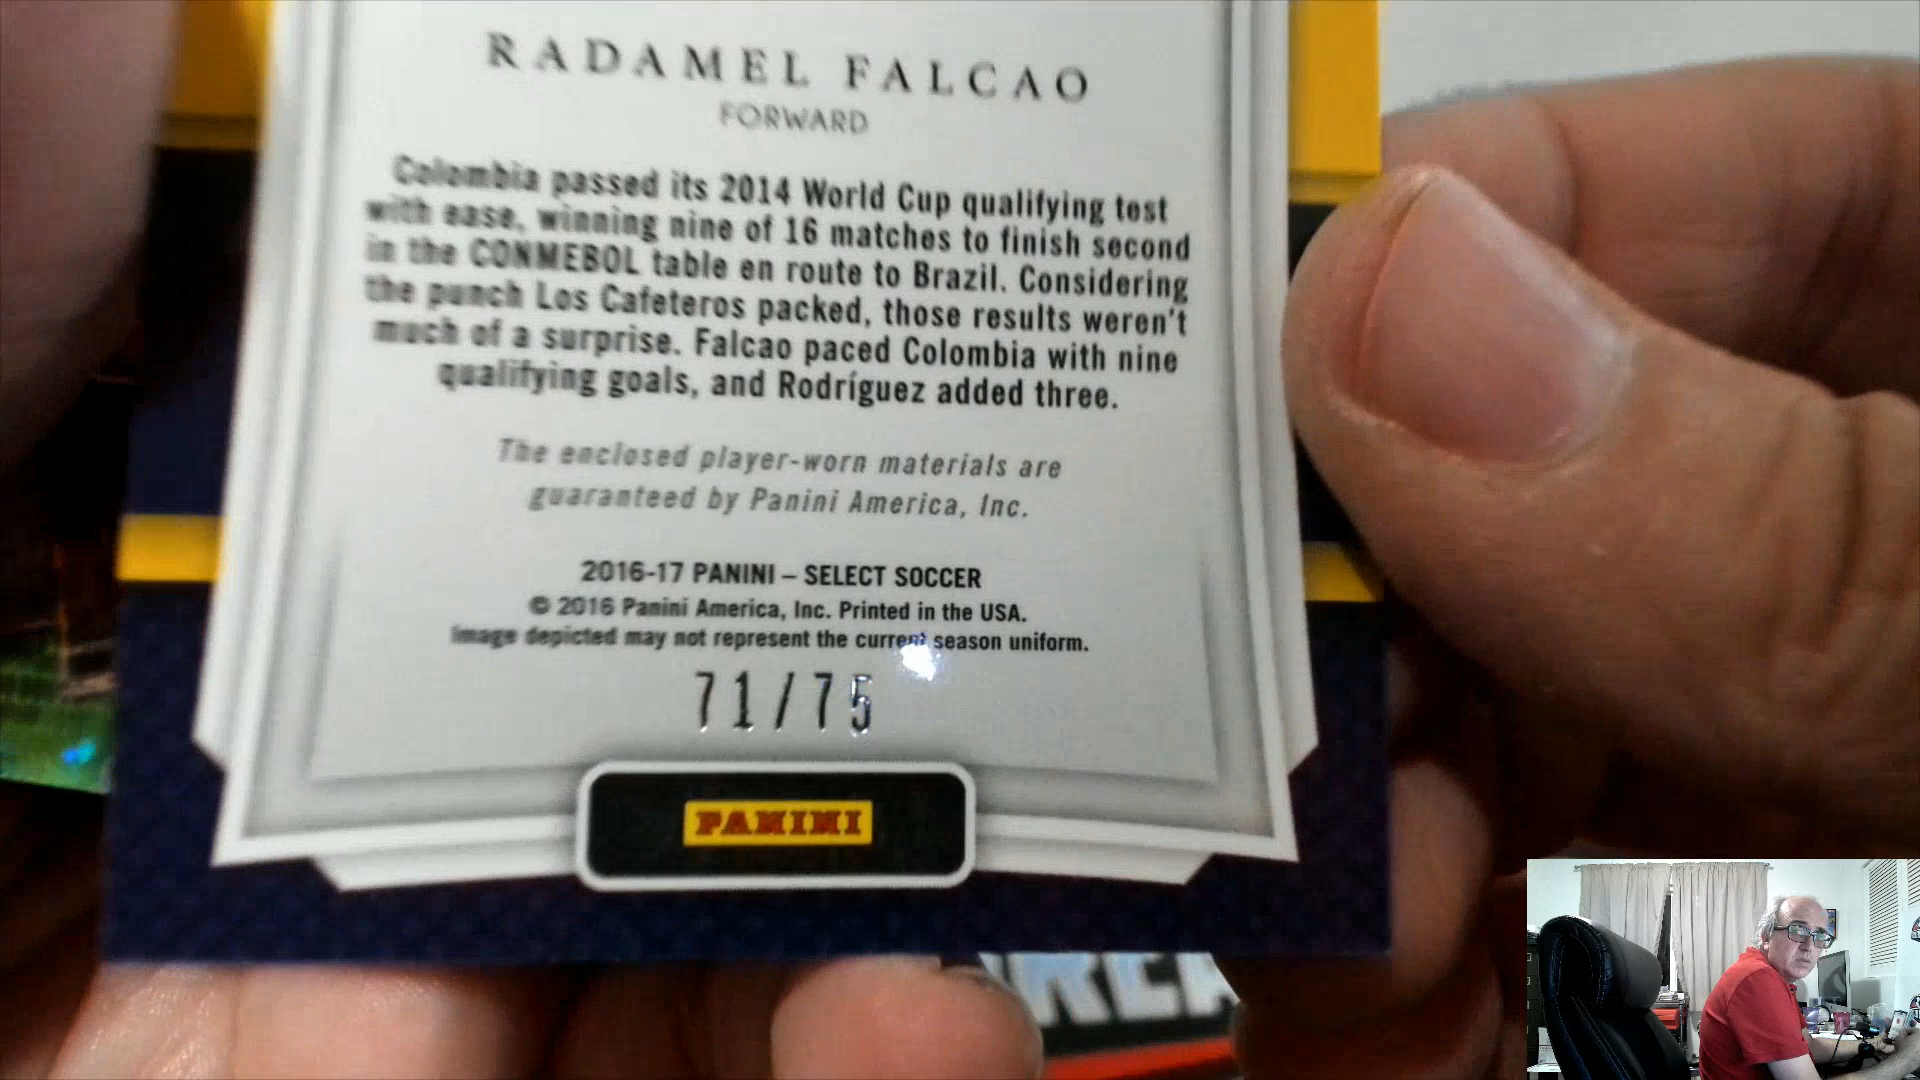 RADAMEL FALCAO
FORWARD
Colombia passed its 2014 World Cup qualifying test
with ease, winning nine of 16 matches to finish second
in the CONMEBOL table en route to Brazil. Considering
the punch Los Cafeteros packed, those results weren't
much of a surprise. Falcao paced Colombia with nine
qualifying goals, and Rodríguez added three.
The enclosed player-worn materials are
guaranteed by Panini America, Inc.
2016-17 PANINI – SELECT SOCCER
© 2016 Panini America, Inc. Printed in the USA.
Image depicted may not represent the current season uniform.
71/75
PANINI